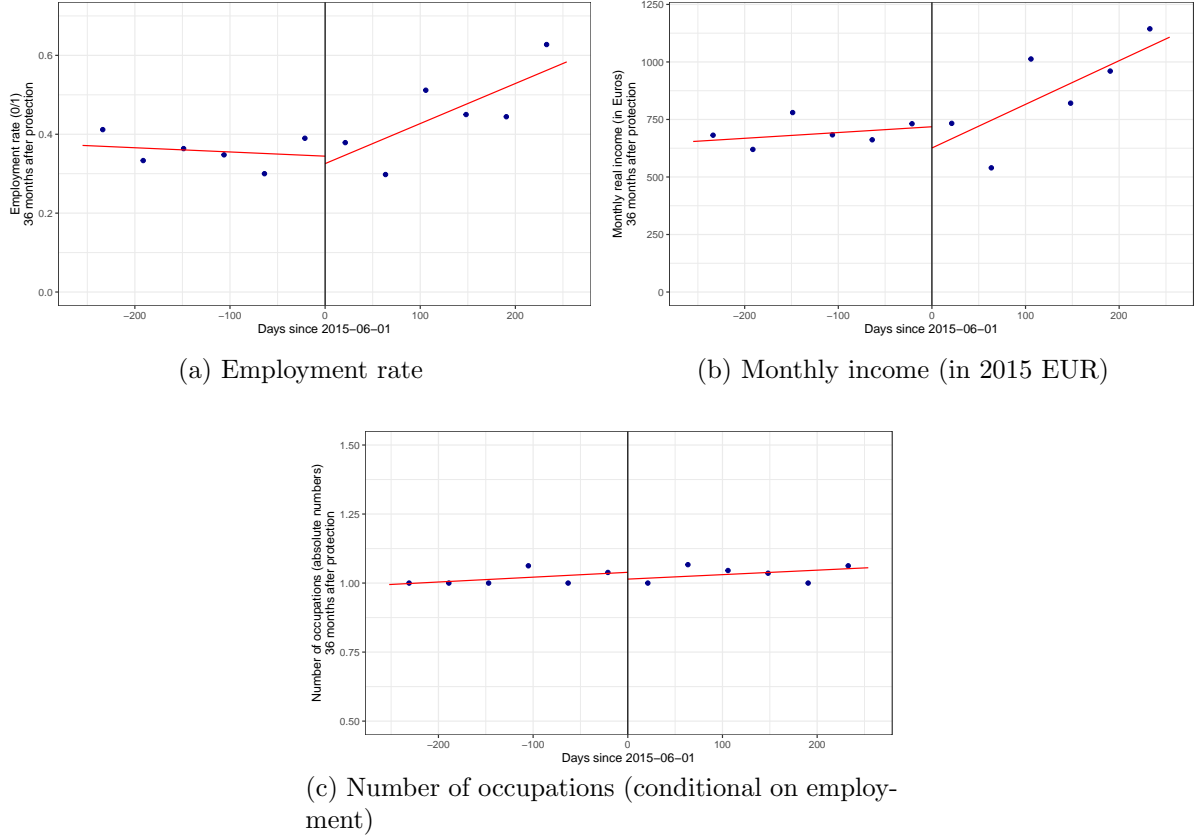 Employment rate (0/1)
36 months after protection
0.6
0.4
0.2
0.0
−200
−100
0
100
200
Days since 2015−06−01
(a) Employment rate
Monthly real income (in Euros)
36 months after protection
1250
1000
750
500
250
0
−200
−100
0
100
200
Days since 2015−06−01
(b) Monthly income (in 2015 EUR)
Number of occupations (absolute numbers)
36 months after protection
1.50
1.25
1.00
0.75
0.50
−200
−100
0
100
200
Days since 2015−06−01
(c) Number of occupations (conditional on employ-
ment)